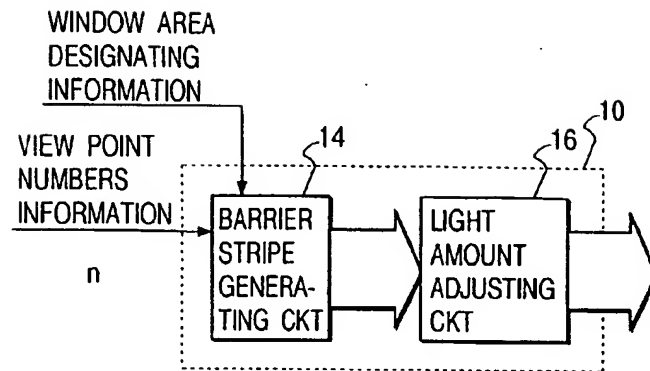 WINDOW AREA
DESIGNATING
INFORMATION
VIEW POINT
NUMBERS
INFORMATION
n
14
16
10
BARRIER
STRIPE
GENERA-
TING CKT
LIGHT
AMOUNT
ADJUSTING
CKT